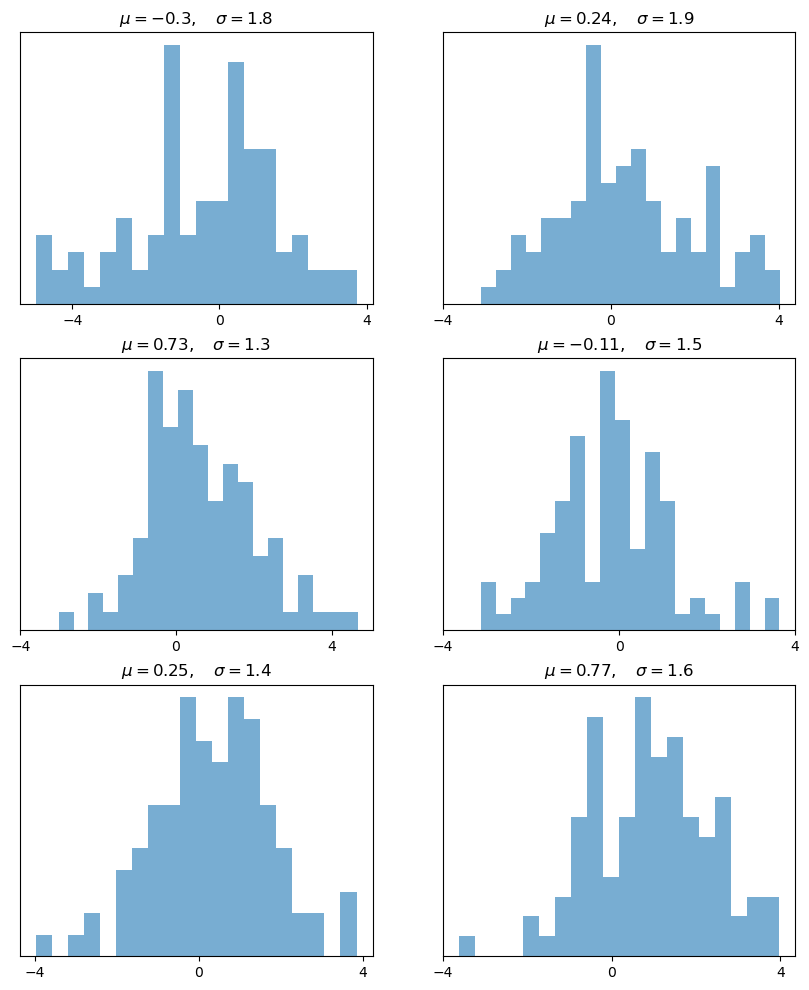 μ = −0.3,   σ = 1.8
−4 0 4
μ = 0.24,   σ = 1.9
−4 0 4
μ = 0.73,   σ = 1.3
−4 0 4
μ = −0.11,   σ = 1.5
−4 0 4
μ = 0.25,   σ = 1.4
−4 0 4
μ = 0.77,   σ = 1.6
−4 0 4